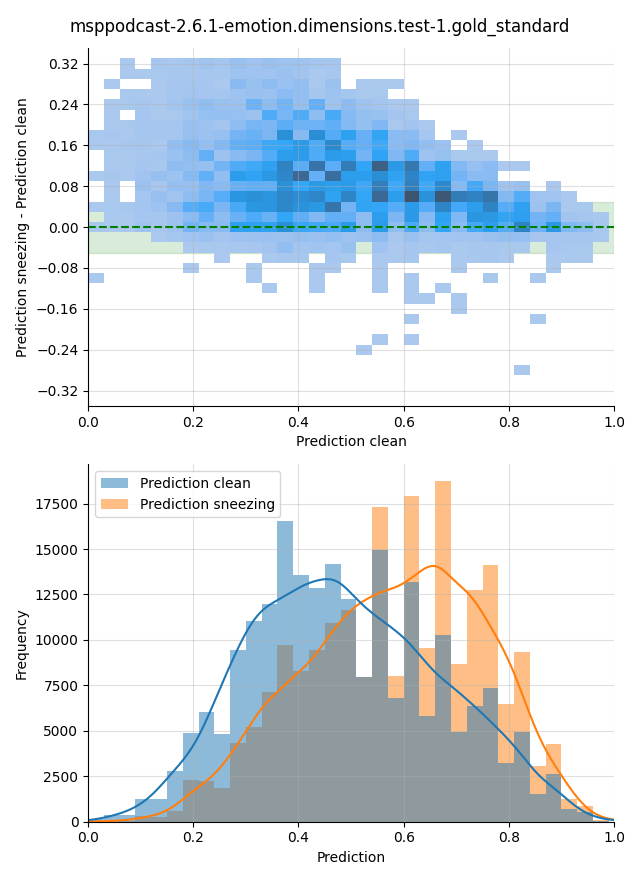 msppodcast-2.6.1-emotion.dimensions.test-1.gold_standard
0.32
0.24
0.16
0.08
0.00
−0.08
−0.16
−0.24
−0.32
Prediction sneezing - Prediction clean
0.0 0.2 0.4 0.6 0.8 1.0
Prediction clean
Prediction clean
Prediction sneezing
17500
15000
12500
10000
7500
5000
2500
0
Frequency
0.0 0.2 0.4 0.6 0.8 1.0
Prediction